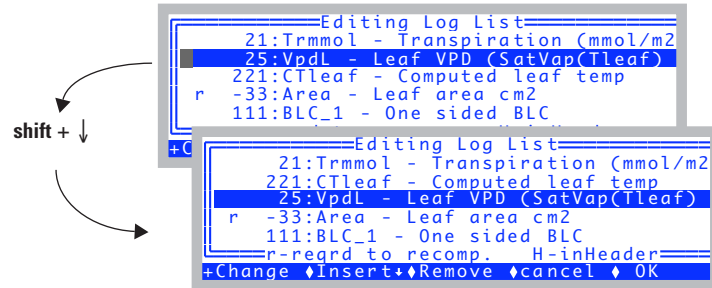 Editing Log List
21:Trmmol - Transpiration (mmol/m2
25:VpdL - Leaf VPD (SatVap(Tleaf)
221:CTleaf - Computed leaf temp
r -33:Area - Leaf area cm2
111:BLC_1 - One sided BLC
+C
shift + ↓
Editing Log List
21:Trmmol - Transpiration (mmol/m2
221:CTleaf - Computed leaf temp
25:VpdL - Leaf VPD (SatVap(Tleaf)
r -33:Area - Leaf area cm2
111:BLC_1 - One sided BLC
r-reqrd to recomp. H-inHeader
+Change ♦Insert↓♦Remove ♦cancel ♦ OK